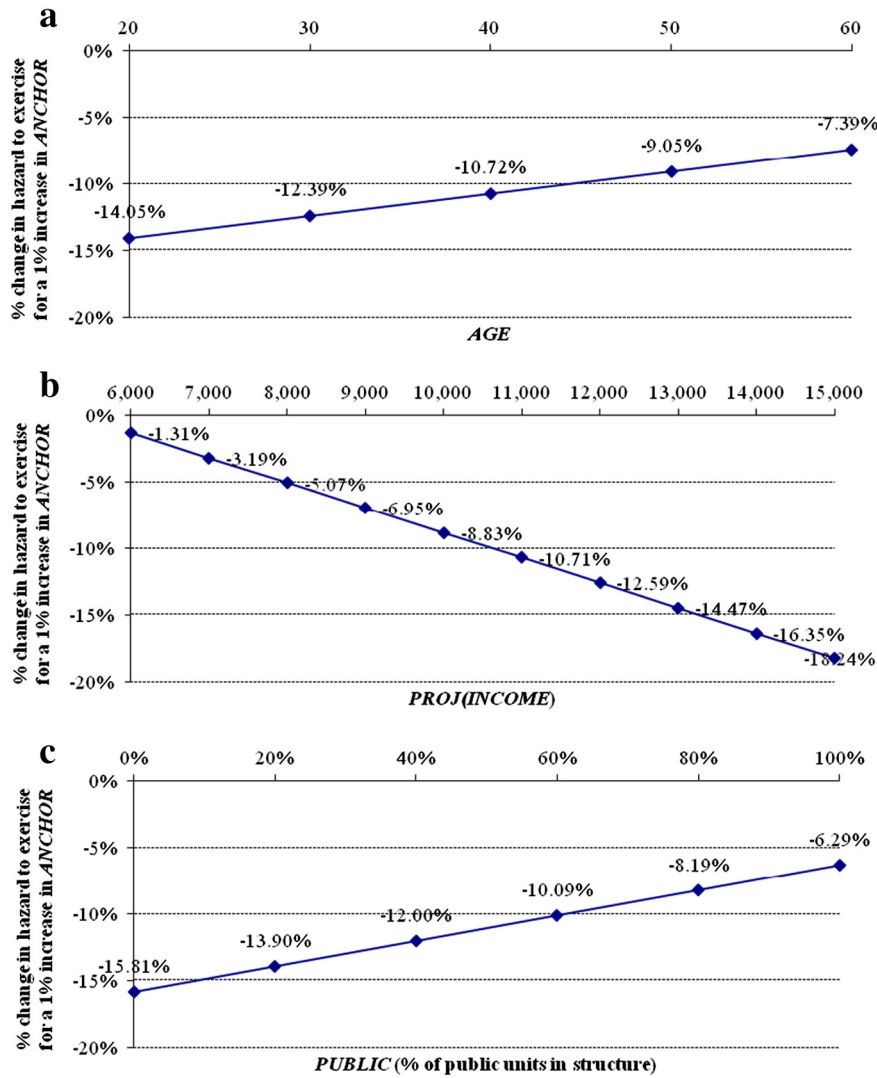 a
20 30 40 50 60
0%
-5%
-10%
-15%
-20%
-14.05%
-12.39%
-10.72%
-9.05%
-7.39%
% change in hazard to exercise
for a 1% increase in ANCHOR
AGE
b
6,000 7,000 8,000 9,000 10,000 11,000 12,000 13,000 14,000 15,000
0%
-5%
-10%
-15%
-20%
-1.31%
-3.19%
-5.07%
-6.95%
-8.83%
-10.71%
-12.59%
-14.47%
-16.35%
-18.24%
% change in hazard to exercise
for a 1% increase in ANCHOR
PROJ(INCOME)
c
0% 20% 40% 60% 80% 100%
0%
-5%
-10%
-15%
-20%
-15.81%
-13.90%
-12.00%
-10.09%
-8.19%
-6.29%
% change in hazard to exercise
for a 1% increase in ANCHOR
PUBLIC (% of public units in structure)